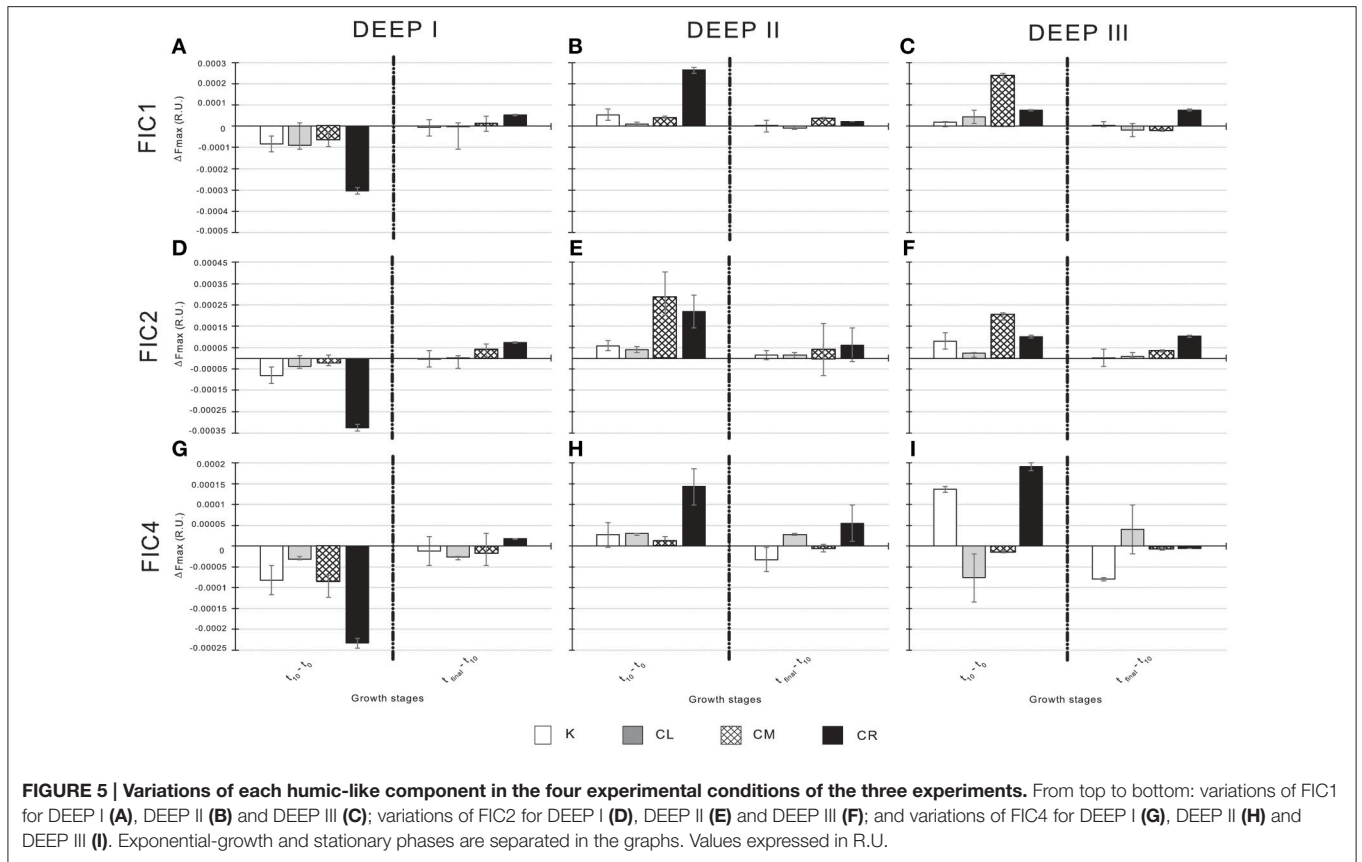 DEEP I
DEEP II
DEEP III
A
B
C
FIC1
ΔFmax (R.U.)
0.0003
0.0002
0.0001
0
-0.0001
-0.0002
-0.0003
-0.0004
-0.0005
D
E
F
FIC2
ΔFmax (R.U.)
0.00045
0.00035
0.00025
0.00015
0.00005
-0.00005
-0.00015
-0.00025
-0.00035
G
H
I
FIC4
ΔFmax (R.U.)
0.0002
0.00015
0.0001
0.00005
0
-0.00005
-0.0001
-0.00015
-0.0002
-0.00025
t10 - t0
t final - t10
t10 - t0
t final - t10
t10 - t0
t final - t10
Growth stages
Growth stages
Growth stages
K
CL
CM
CR
FIGURE 5 | Variations of each humic-like component in the four experimental conditions of the three experiments. From top to bottom: variations of FIC1
for DEEP I (A), DEEP II (B) and DEEP III (C); variations of FIC2 for DEEP I (D), DEEP II (E) and DEEP III (F); and variations of FIC4 for DEEP I (G), DEEP II (H) and
DEEP III (I). Exponential-growth and stationary phases are separated in the graphs. Values expressed in R.U.